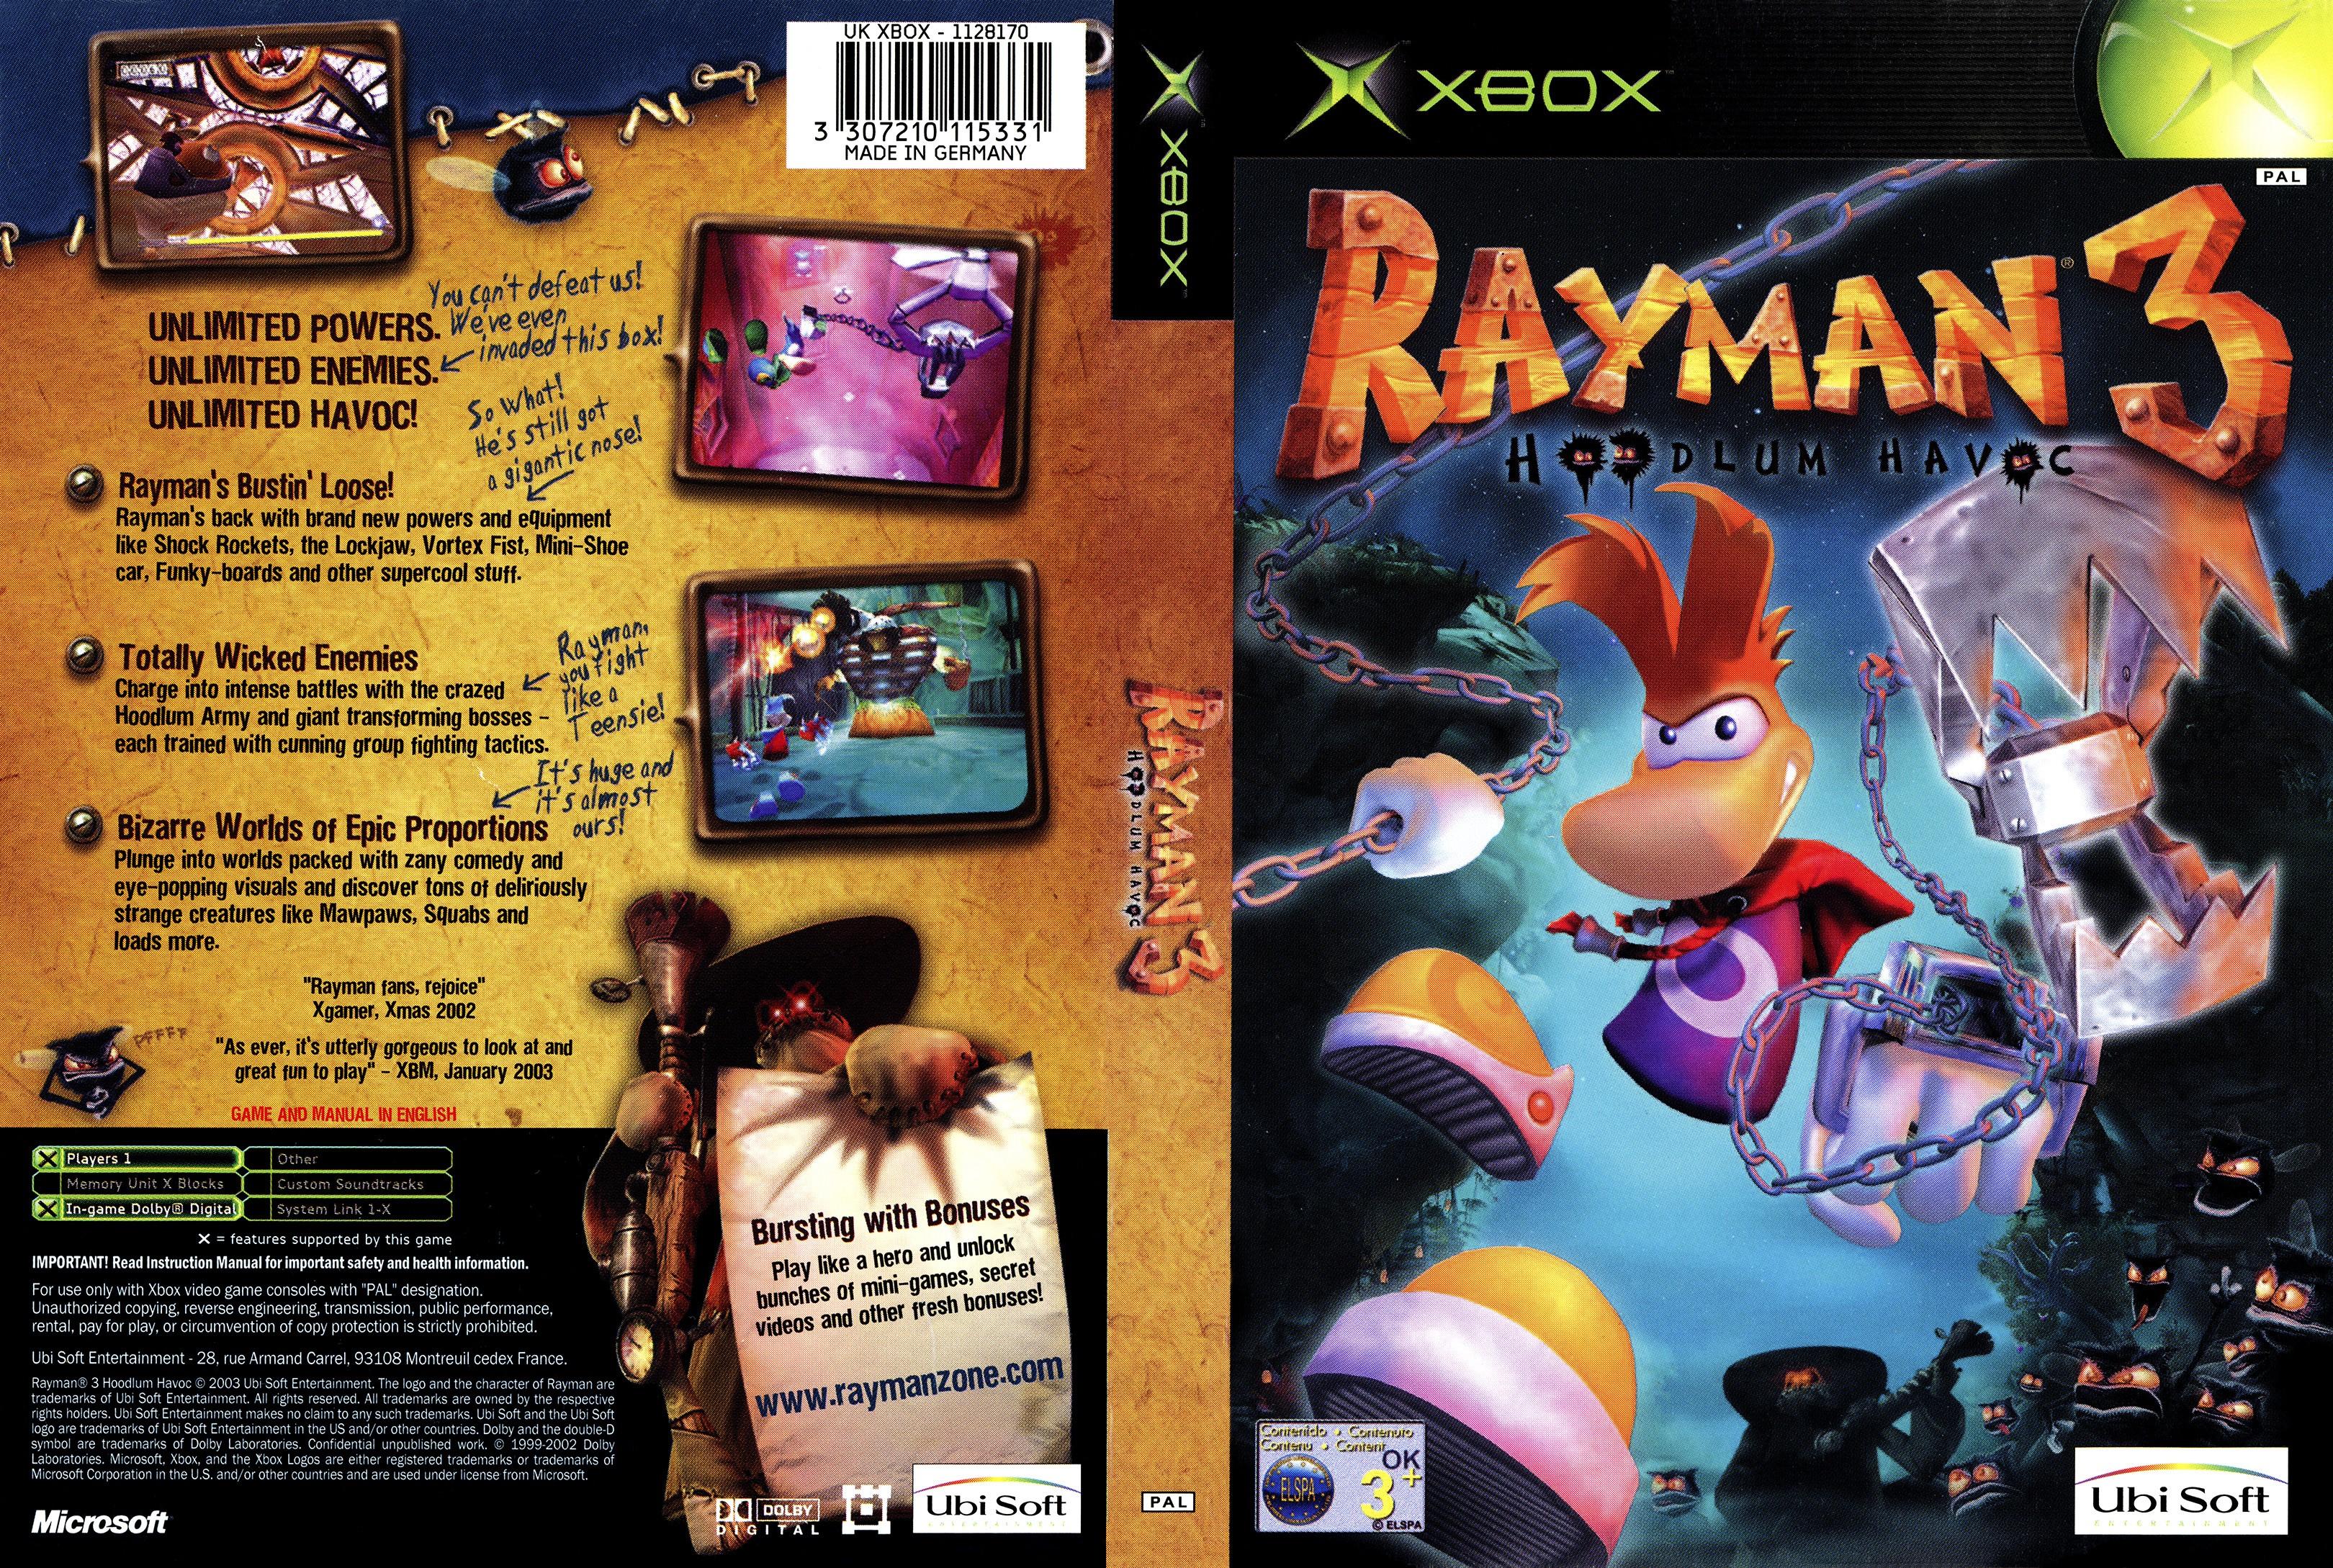 UK XBOX - 1128170
3 307210 115331
MADE IN GERMANY
You can't defeat us!
We've even
invaded this box!
UNLIMITED POWERS.
UNLIMITED ENEMIES.
UNLIMITED HAVOC!
So what!
He's still got
a gigantic nose!
Rayman's Bustin' Loose!
Rayman's back with brand new powers and equipment
like Shock Rockets, the Lockjaw, Vortex Fist, Mini-Shoe
car, Funky-boards and other supercool stuff.
Totally Wicked Enemies
Charge into intense battles with the crazed
Hoodlum Army and giant transforming bosses -
each trained with cunning group fighting tactics.
Rayman,
you fight
like a
Teensie!
It's huge and
it's almost
ours!
Bizarre Worlds of Epic Proportions
Plunge into worlds packed with zany comedy and
eye-popping visuals and discover tons of deliriously
strange creatures like Mawpaws, Squabs and
loads more.
"Rayman fans, rejoice"
Xgamer, Xmas 2002
PFFFF
"As ever, it's utterly gorgeous to look at and
great fun to play" - XBM, January 2003
GAME AND MANUAL IN ENGLISH
X Players 1
Other
Memory Unit X Blocks
Custom Soundtracks
X In-game Dolby® Digital
System Link 1-X
X = features supported by this game
IMPORTANT! Read Instruction Manual for important safety and health information.
For use only with Xbox video game consoles with "PAL" designation.
Unauthorized copying, reverse engineering, transmission, public performance,
rental, pay for play, or circumvention of copy protection is strictly prohibited.
Ubi Soft Entertainment - 28, rue Armand Carrel, 93108 Montreuil cedex France.
Rayman® 3 Hoodlum Havoc © 2003 Ubi Soft Entertainment. The logo and the character of Rayman are
trademarks of Ubi Soft Entertainment. All rights reserved. All trademarks are owned by the respective
rights holders. Ubi Soft Entertainment makes no claim to any such trademarks. Ubi Soft and the Ubi Soft
logo are trademarks of Ubi Soft Entertainment in the US and/or other countries. Dolby and the double-D
symbol are trademarks of Dolby Laboratories. Confidential unpublished work. © 1999-2002 Dolby
Laboratories. Microsoft, Xbox, and the Xbox Logos are either registered trademarks or trademarks of
Microsoft Corporation in the U.S. and/or other countries and are used under license from Microsoft.
Microsoft
Bursting with Bonuses
Play like a hero and unlock
bunches of mini-games, secret
videos and other fresh bonuses!
www.raymanzone.com
DOLBY
DIGITAL
Ubi Soft
ENTERTAINMENT
XBOX™
RAYMAN 3
HOODLUM HAVOC
PAL
XBOX™
PAL
RAYMAN® 3
HOODLUM HAVOC
Contenido • Contenuto
Contenu • Content
OK
ELSPA
3+
© ELSPA
Ubi Soft
ENTERTAINMENT